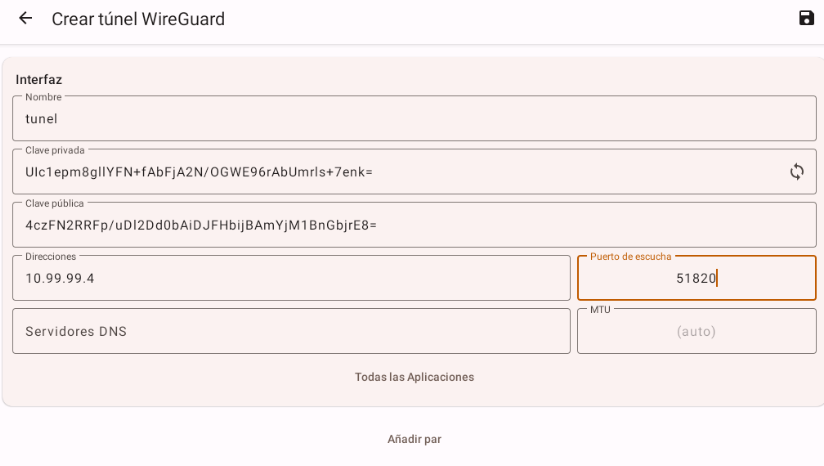 Crear túnel WireGuard
Interfaz
Nombre
tunel
Clave privada
UIc1epm8gllYFN+fAbFjA2N/OGWE96rAbUmrIs+7enk=
Clave pública
4czFN2RRFp/uDl2Dd0bAiDJFHbijBAmYjM1BnGbjrE8=
Direcciones
10.99.99.4
Puerto de escucha
51820
Servidores DNS
MTU
(auto)
Todas las Aplicaciones
Añadir par